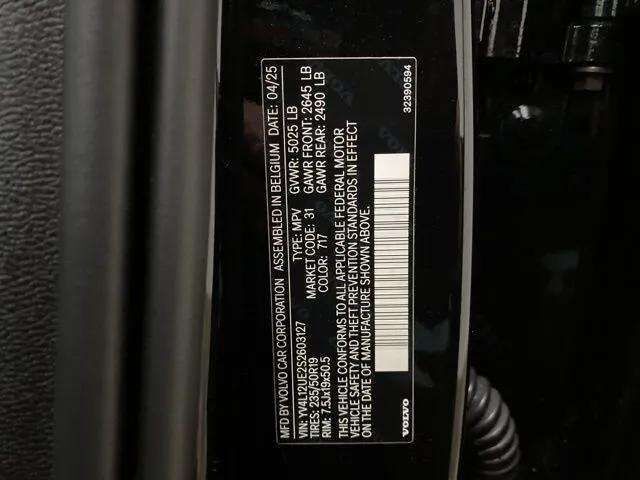 MFD BY VOLVO CAR CORPORATION ASSEMBLED IN BELGIUM DATE: 04/25
VIN: YV4L12UE2S2603127 TYPE: MPV GVWR: 5025 LB
TIRES: 235/50R19 MARKET CODE: 31 GAWR FRONT: 2645 LB
RIM: 7.5Jx19x50.5 COLOR: 717 GAWR REAR: 2490 LB
THIS VEHICLE CONFORMS TO ALL APPLICABLE FEDERAL MOTOR
VEHICLE SAFETY AND THEFT PREVENTION STANDARDS IN EFFECT
ON THE DATE OF MANUFACTURE SHOWN ABOVE.
VOLVO 32390594